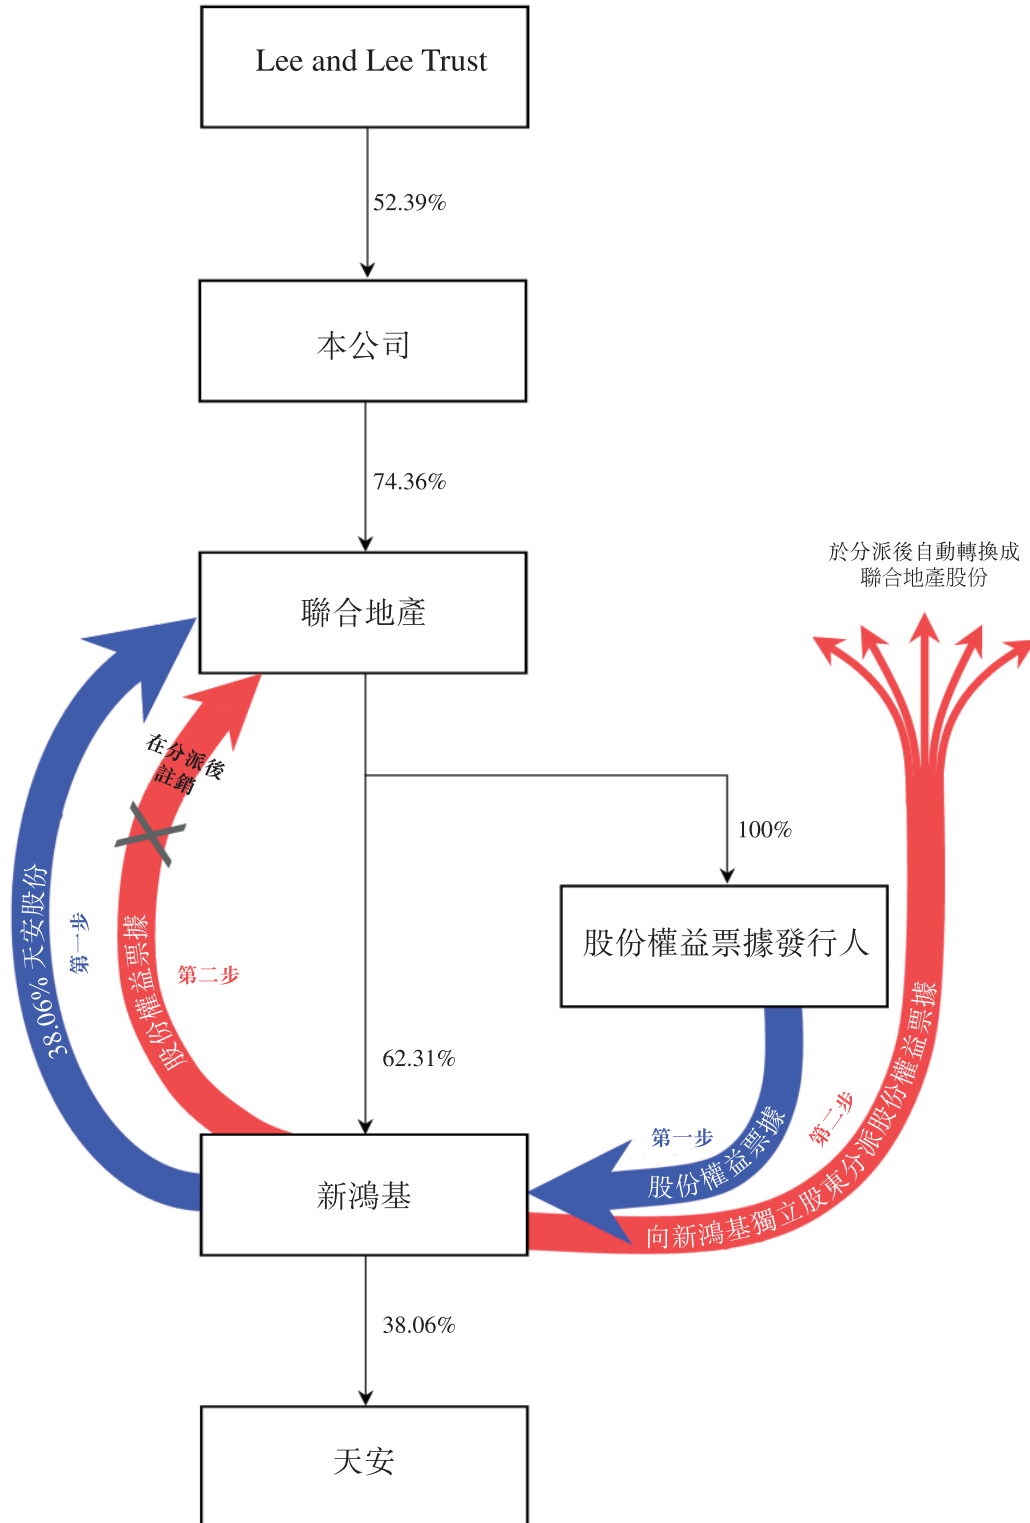 Lee and Lee Trust
52.39%
本公司
74.36%
於分派後自動轉換成
聯合地產股份
聯合地產
在分派後
註銷
100%
股份權益票據發行人
38.06% 天安股份
第一步
股份權益票據
第二步
62.31%
第一步
股份權益票據
第二步
向新鴻基獨立股東分派股份權益票據
新鴻基
38.06%
天安